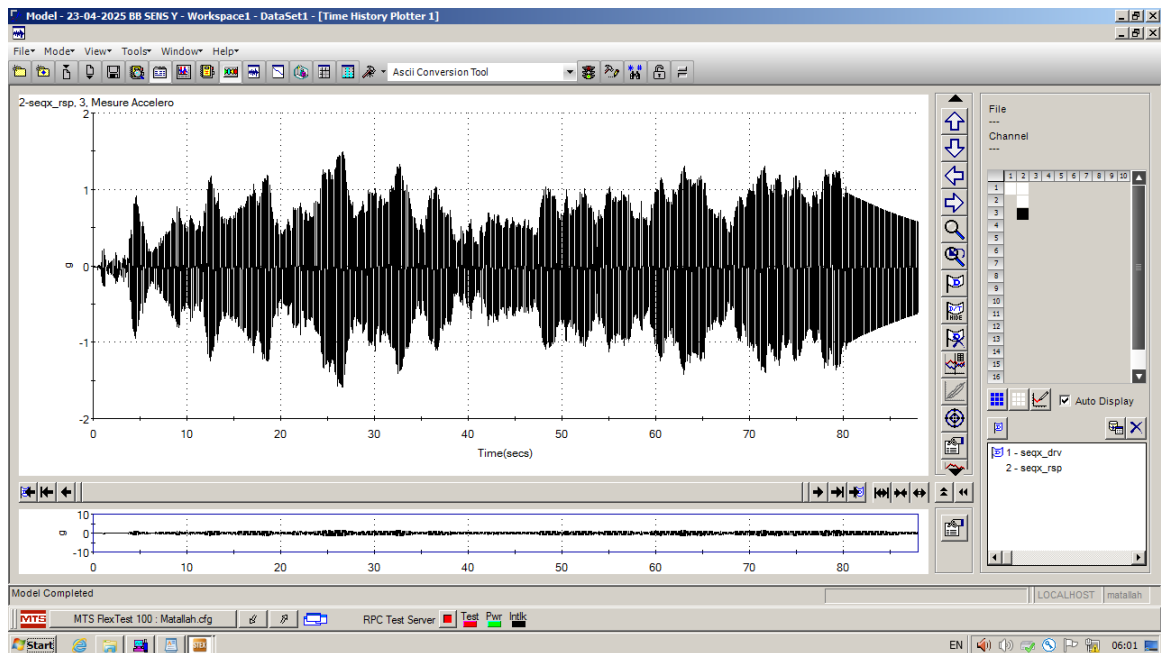 Model - 23-04-2025 BB SENS Y - Workspace1 - DataSet1 - [Time History Plotter 1]
File Mode View Tools Window Help
Ascii Conversion Tool
2-seqx_rsp, 3, Mesure Accelero
2
1
0
-1
-2
g
0 10 20 30 40 50 60 70 80
Time(secs)
10
0
-10
g
0 10 20 30 40 50 60 70 80
File
---
Channel
---
1 2 3 4 5 6 7 8 9 10
1
2
3
4
5
6
7
8
9
10
11
12
13
14
15
16
Auto Display
1 - seqx_drv
2 - seqx_rsp
Model Completed
LOCALHOST matallah
MTS MTS FlexTest 100 : Matallah.cfg RPC Test Server Test Pwr Intlk
Start EN 06:01